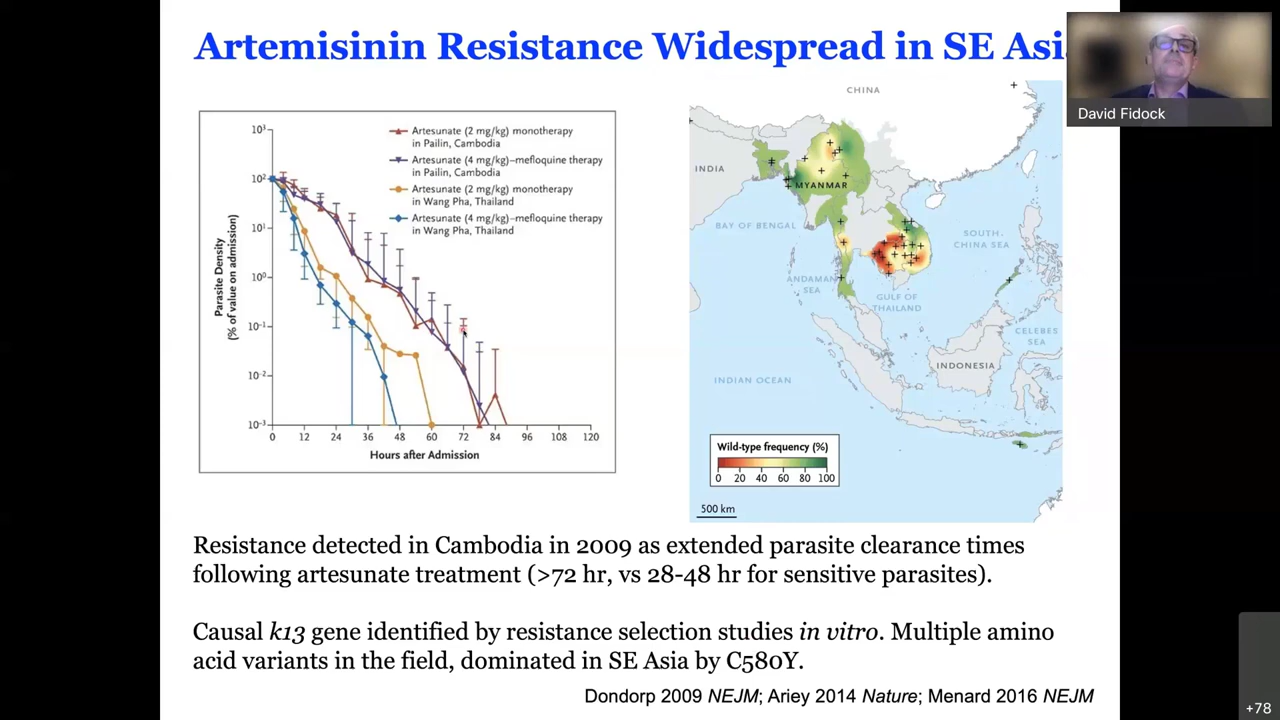 Artemisinin Resistance Widespread in SE Asi
David Fidock
Artesunate (2 mg/kg) monotherapy
in Pailin, Cambodia
Artesunate (4 mg/kg)–mefloquine therapy
in Pailin, Cambodia
Artesunate (2 mg/kg) monotherapy
in Wang Pha, Thailand
Artesunate (4 mg/kg)–mefloquine therapy
in Wang Pha, Thailand
Parasite Density
(% of value on admission)
10³
10²
10¹
10⁰
10⁻¹
10⁻²
10⁻³
0 12 24 36 48 60 72 84 96 108 120
Hours after Admission
CHINA
INDIA
MYANMAR
BAY OF BENGAL
SOUTH-
CHINA SEA
ANDAMAN
SEA
GULF OF
THAILAND
CELEBES
SEA
INDONESIA
INDIAN OCEAN
Wild-type frequency (%)
0 20 40 60 80 100
500 km
Resistance detected in Cambodia in 2009 as extended parasite clearance times
following artesunate treatment (>72 hr, vs 28-48 hr for sensitive parasites).
Causal k13 gene identified by resistance selection studies in vitro. Multiple amino
acid variants in the field, dominated in SE Asia by C580Y.
Dondorp 2009 NEJM; Ariey 2014 Nature; Menard 2016 NEJM
+78